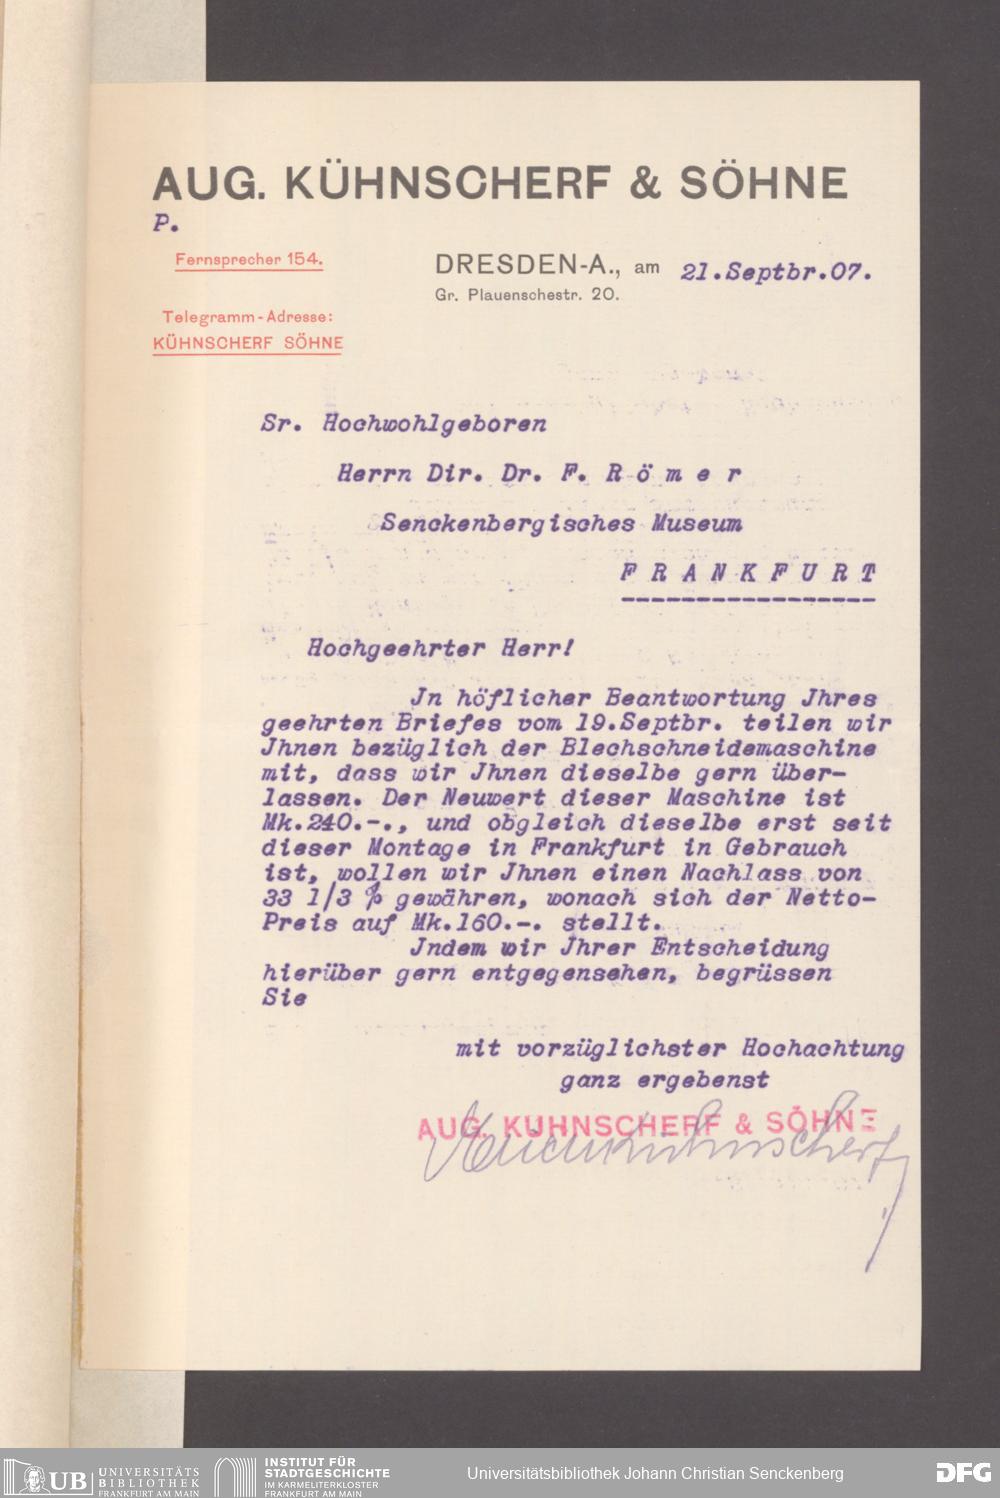 AUG. KÜHNSCHERF & SÖHNE
P.
Fernsprecher 154.
DRESDEN-A., am 21.Septbr.07.
Gr. Plauenschestr. 20.
Telegramm-Adresse:
KÜHNSCHERF SÖHNE
Sr. Hochwohlgeboren
Herrn Dir. Dr. F. R ö m e r
Senckenbergisches Museum
F R A N K F U R T
Hochgeehrter Herr!
Jn höflicher Beantwortung Jhres
geehrten Briefes vom 19.Septbr. teilen wir
Jhnen bezüglich der Blechschneidemaschine
mit, dass wir Jhnen dieselbe gern über-
lassen. Der Neuwert dieser Maschine ist
Mk.240.-., und obgleich dieselbe erst seit
dieser Montage in Frankfurt in Gebrauch
ist, wollen wir Jhnen einen Nachlass von
33 1/3 % gewähren, wonach sich der Netto-
Preis auf Mk.160.-. stellt.
Jndem wir Jhrer Entscheidung
hierüber gern entgegensehen, begrüssen
Sie
mit vorzüglichster Hochachtung
ganz ergebenst
AUG. KÜHNSCHERF & SÖHNE
Kühnscherf
UB UNIVERSITÄTS
BIBLIOTHEK
FRANKFURT AM MAIN
INSTITUT FÜR
STADTGESCHICHTE
IM KARMELITERKLOSTER
FRANKFURT AM MAIN
Universitätsbibliothek Johann Christian Senckenberg
DFG